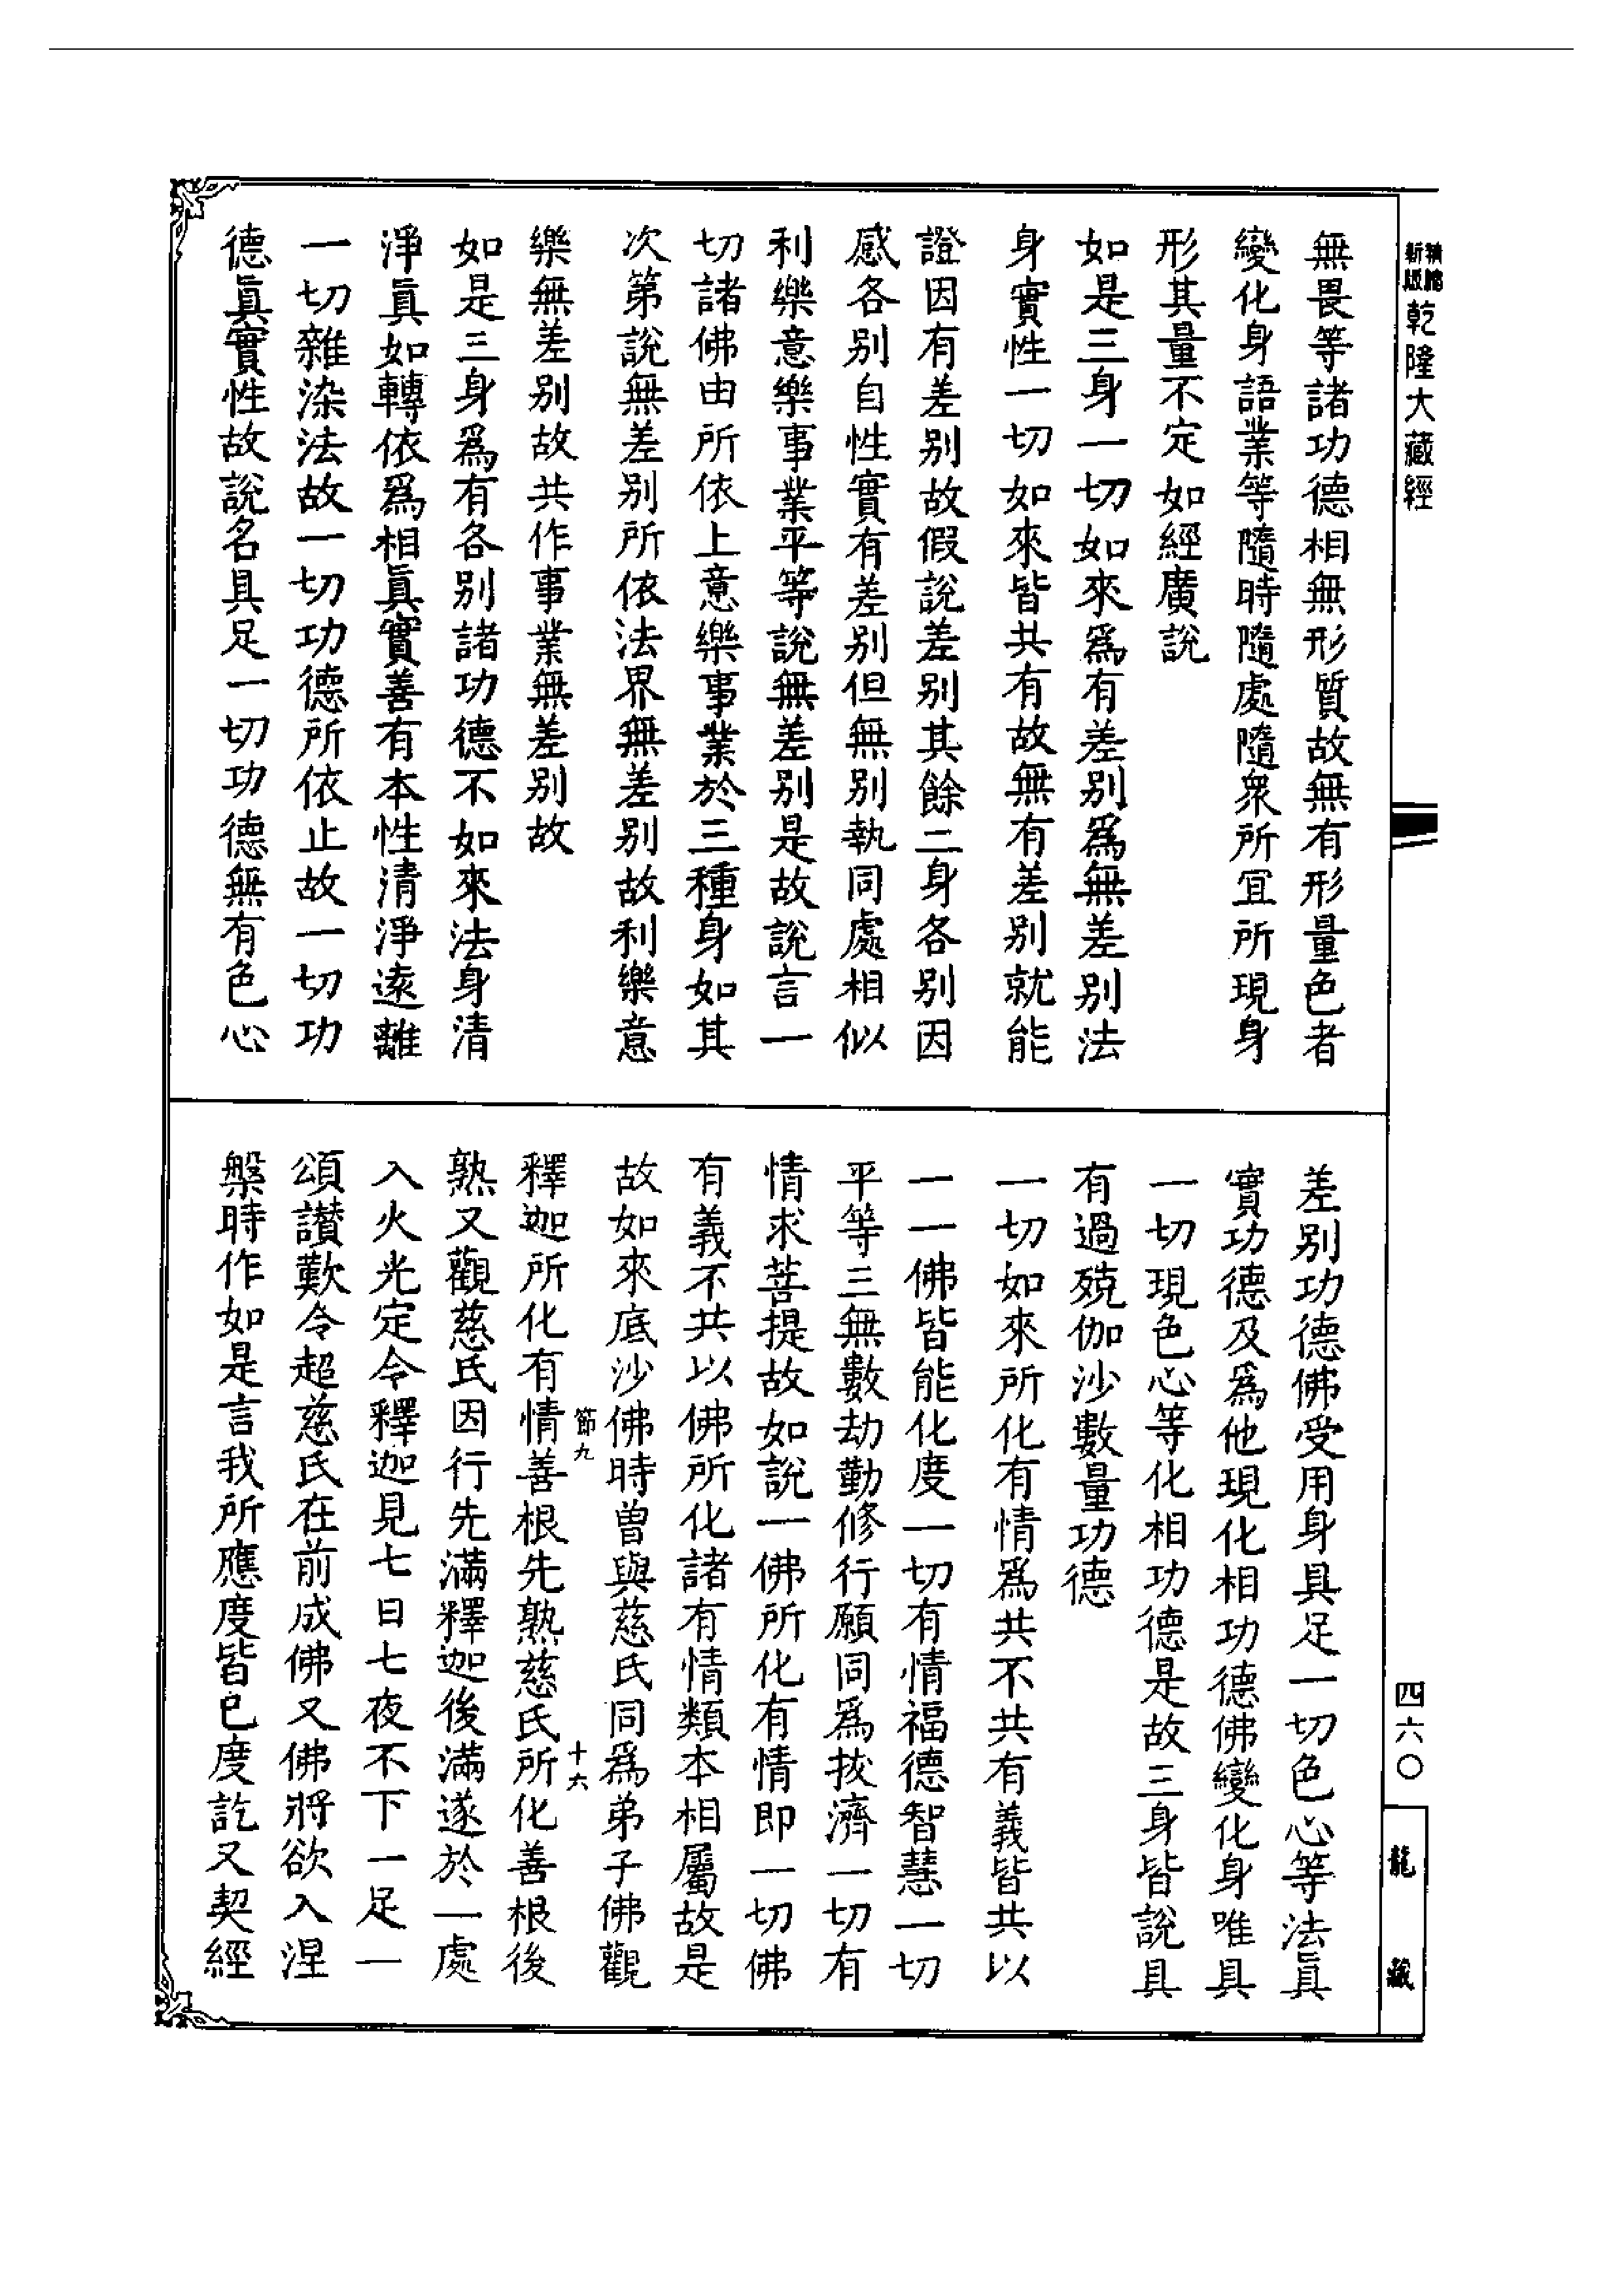 新版
精縮
乾隆大藏經
無畏等諸功德相無形質故無有形量色者
變化身語業等隨時隨處隨衆所宜所現身
形其量不定如經廣說
如是三身一切如來爲有差别爲無差别法
身實性一切如來皆共有故無有差别就能
證因有差别故假說差别其餘二身各别因
感各别自性實有差别但無别執同處相似
利樂意樂事業平等說無差别是故說言一
切諸佛由所依上意樂事業於三種身如其
次第說無差别所依法界無差别故利樂意
樂無差别故共作事業無差别故
如是三身爲有各别諸功德不如來法身清
淨眞如轉依爲相眞實善有本性清淨遠離
一切雜染法故一切功德所依止故一切功
德眞實性故說名具足一切功德無有色心
差别功德佛受用身具足一切色心等法眞
實功德及爲他現化相功德佛變化身唯具
一切現色心等化相功德是故三身皆說具
有過殑伽沙數量功德
一切如來所化有情爲共不共有義皆共以
一一佛皆能化度一切有情福德智慧一切
平等三無數劫勤修行願同爲拔濟一切有
情求菩提故如說一佛所化有情即一切佛
有義不共以佛所化諸有情類本相屬故是
故如來底沙佛時曾與慈氏同爲弟子佛觀
節九
十六
釋迦所化有情善根先熟慈氏所化善根後
熟又觀慈氏因行先滿釋迦後滿遂於一處
入火光定令釋迦見七日七夜不下一足一
頌讃歎令超慈氏在前成佛又佛將欲入涅
槃時作如是言我所應度皆已度訖又契經
四六〇
龍藏